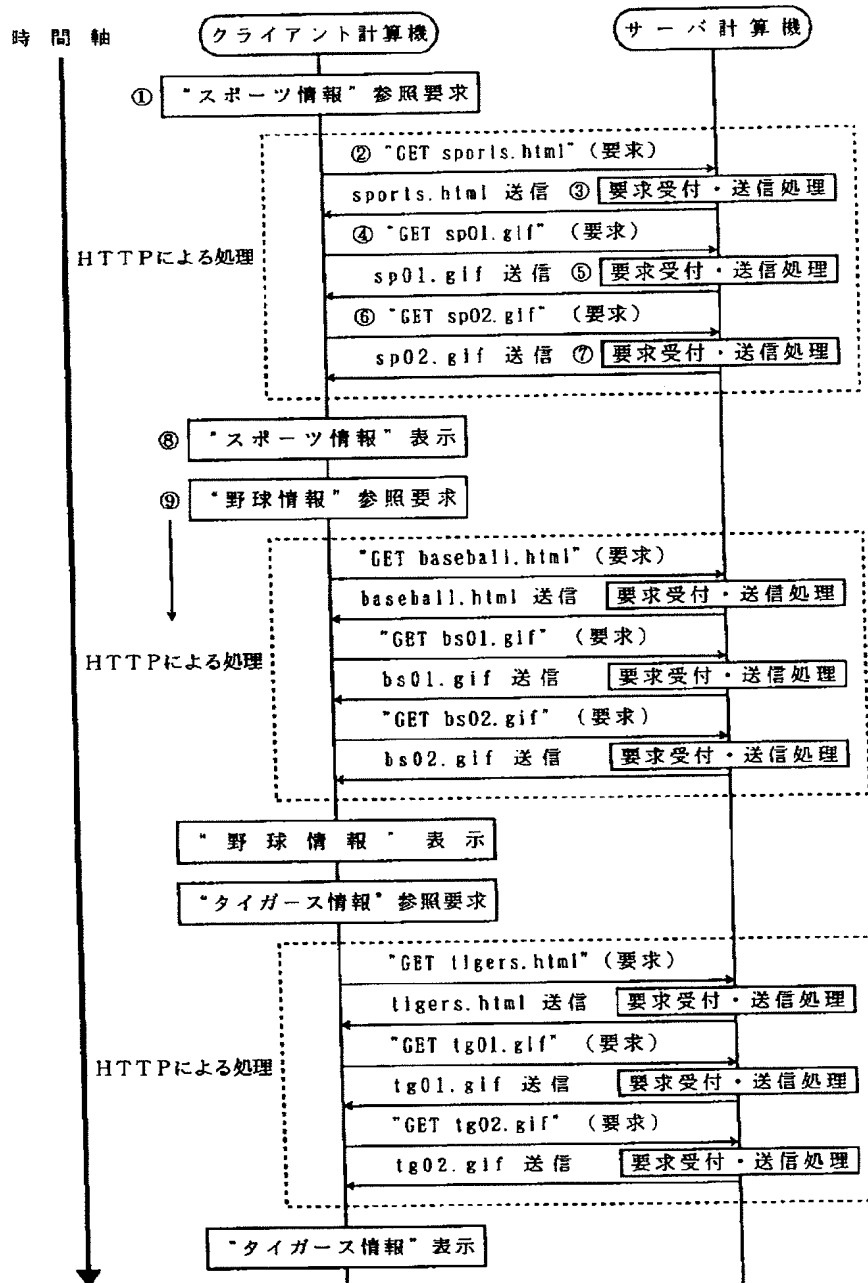 時間軸
クライアント計算機
サーバ計算機
① “スポーツ情報” 参照要求
② "GET sports.html" (要求)
sports.html 送信 ③ 要求受付・送信処理
④ "GET sp01.gif" (要求)
HTTPによる処理
sp01.gif 送信 ⑤ 要求受付・送信処理
⑥ "GET sp02.gif" (要求)
sp02.gif 送信 ⑦ 要求受付・送信処理
⑧ “スポーツ情報” 表示
⑨ “野球情報” 参照要求
"GET baseball.html" (要求)
baseball.html 送信 要求受付・送信処理
"GET bs01.gif" (要求)
HTTPによる処理
bs01.gif 送信 要求受付・送信処理
"GET bs02.gif" (要求)
bs02.gif 送信 要求受付・送信処理
“野球情報” 表示
“タイガース情報” 参照要求
"GET tigers.html" (要求)
tigers.html 送信 要求受付・送信処理
"GET tg01.gif" (要求)
HTTPによる処理
tg01.gif 送信 要求受付・送信処理
"GET tg02.gif" (要求)
tg02.gif 送信 要求受付・送信処理
“タイガース情報” 表示